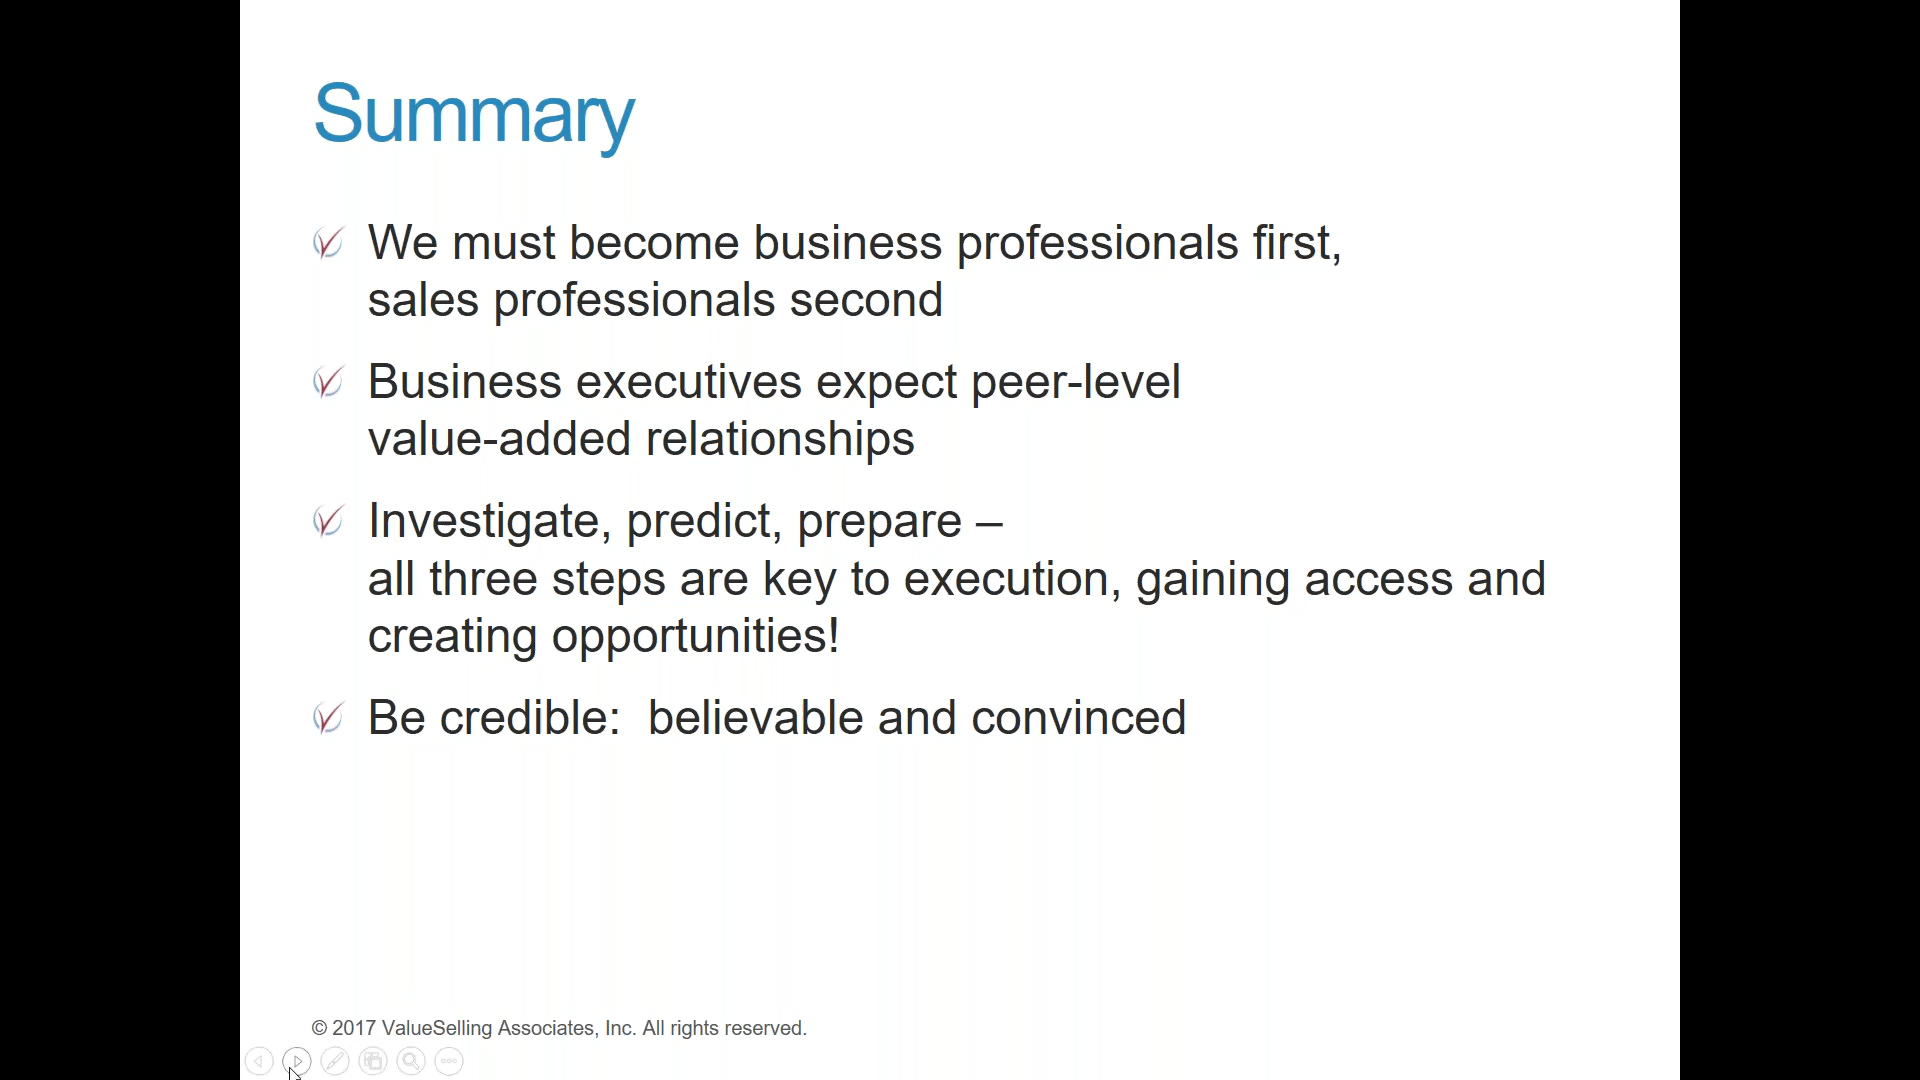 Summary
We must become business professionals first,
sales professionals second
Business executives expect peer-level
value-added relationships
Investigate, predict, prepare –
all three steps are key to execution, gaining access and
creating opportunities!
Be credible:  believable and convinced
© 2017 ValueSelling Associates, Inc. All rights reserved.